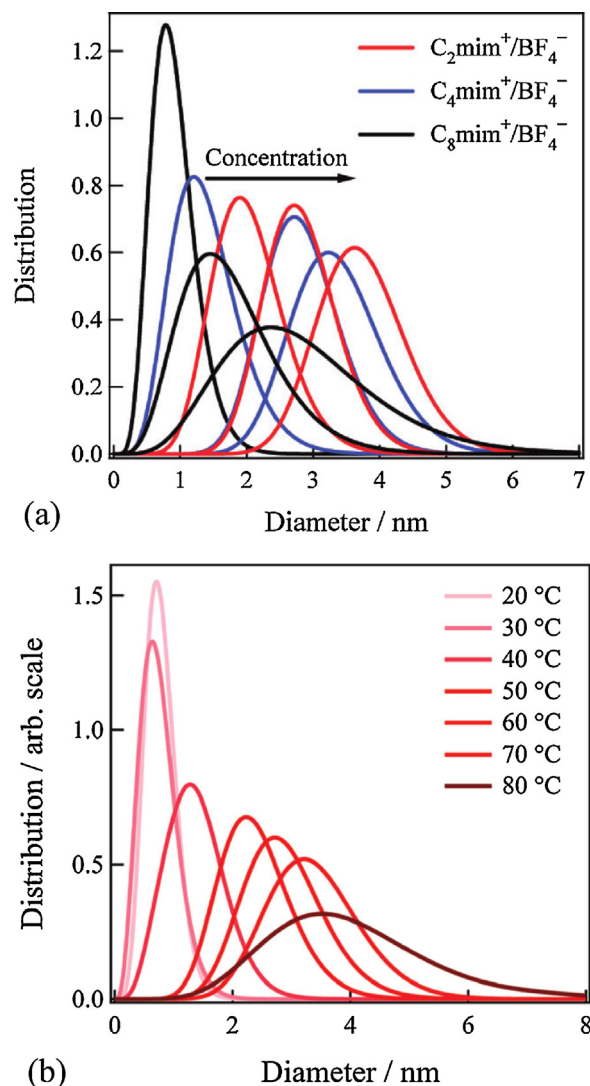 1.2
1.0
0.8
0.6
0.4
0.2
0.0
Distribution
C₂mim⁺/BF₄⁻
C₄mim⁺/BF₄⁻
C₈mim⁺/BF₄⁻
Concentration
0 1 2 3 4 5 6 7
(a)
Diameter / nm
1.5
1.0
0.5
0.0
Distribution / arb. scale
20 °C
30 °C
40 °C
50 °C
60 °C
70 °C
80 °C
0 2 4 6 8
(b)
Diameter / nm